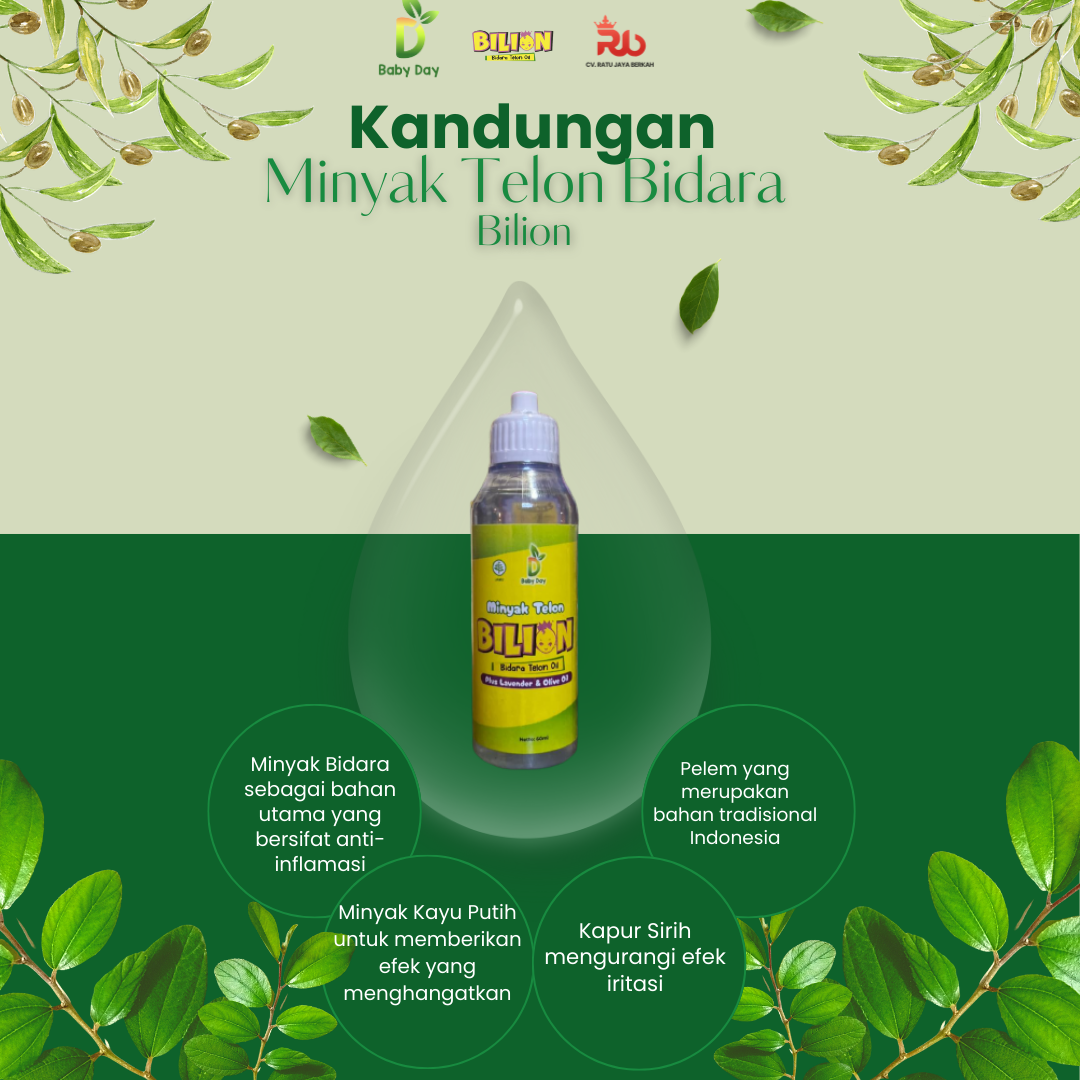 Baby Day
BILION
Bidara Telon Oil
CV. RATU JAYA BERKAH
Kandungan
Minyak Telon Bidara
Bilion
Baby Day
Minyak Telon
BILION
Bidara Telon Oil
Plus Lavender & Olive Oil
Netto 60ml
Minyak Bidara
sebagai bahan
utama yang
bersifat anti-
inflamasi
Pelem yang
merupakan
bahan tradisional
Indonesia
Minyak Kayu Putih
untuk memberikan
efek yang
menghangatkan
Kapur Sirih
mengurangi efek
iritasi